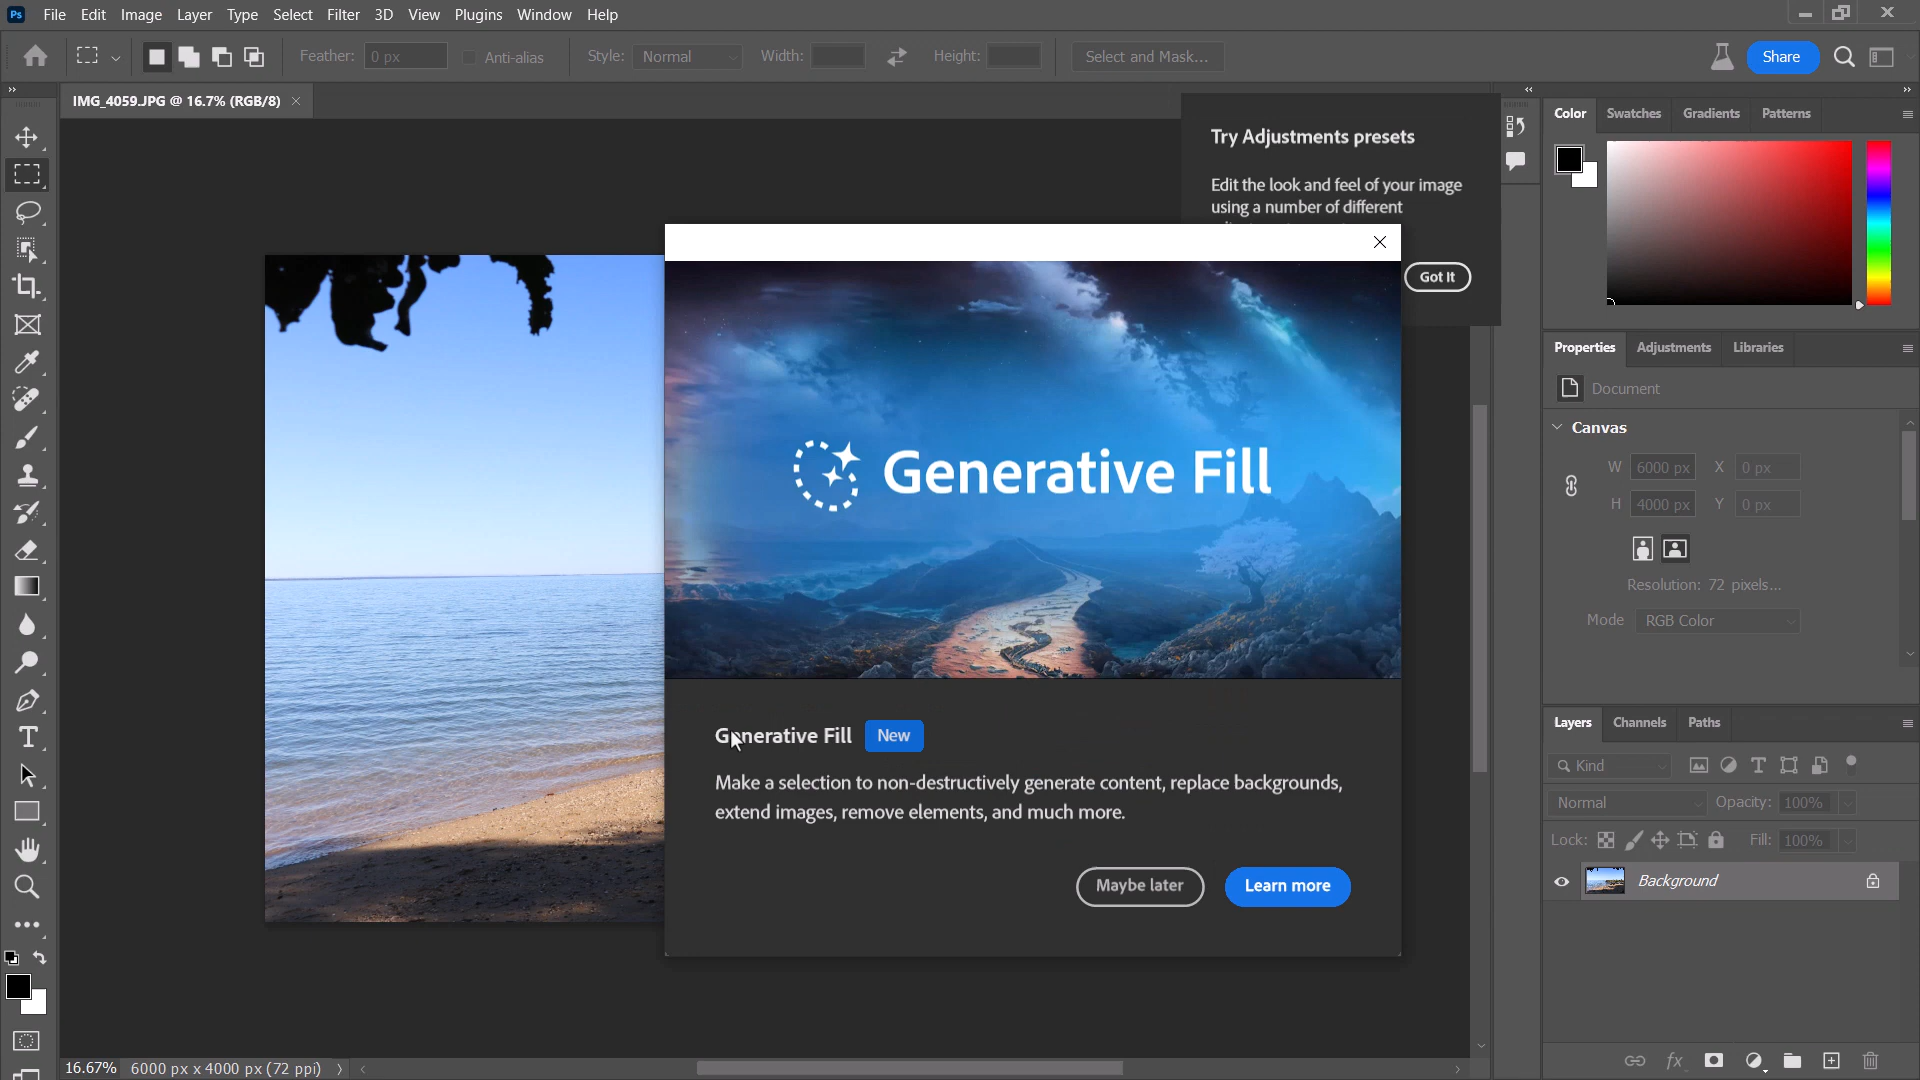 Ps File Edit Image Layer Type Select Filter 3D View Plugins Window Help
Feather: 0 px Anti-alias Style: Normal Width: Height: Select and Mask... Share
IMG_4059.JPG @ 16.7% (RGB/8)
Try Adjustments presets
Edit the look and feel of your image
using a number of different
Got It
Generative Fill
Generative Fill New
Make a selection to non-destructively generate content, replace backgrounds,
extend images, remove elements, and much more.
Maybe later Learn more
Color Swatches Gradients Patterns
Properties Adjustments Libraries
Document
Canvas
W 6000 px X 0 px
H 4000 px Y 0 px
Resolution: 72 pixels...
Mode RGB Color
Layers Channels Paths
Kind
Normal Opacity: 100%
Lock: Fill: 100%
Background
fx
16.67% 6000 px x 4000 px (72 ppi)